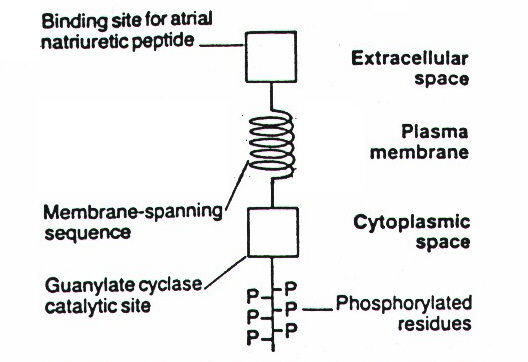 Binding site for atrial
natriuretic peptide
Extracellular
space
Plasma
membrane
Membrane-spanning
sequence
Cytoplasmic
space
Guanylate cyclase
catalytic site
P P
P P
P P
Phosphorylated
residues